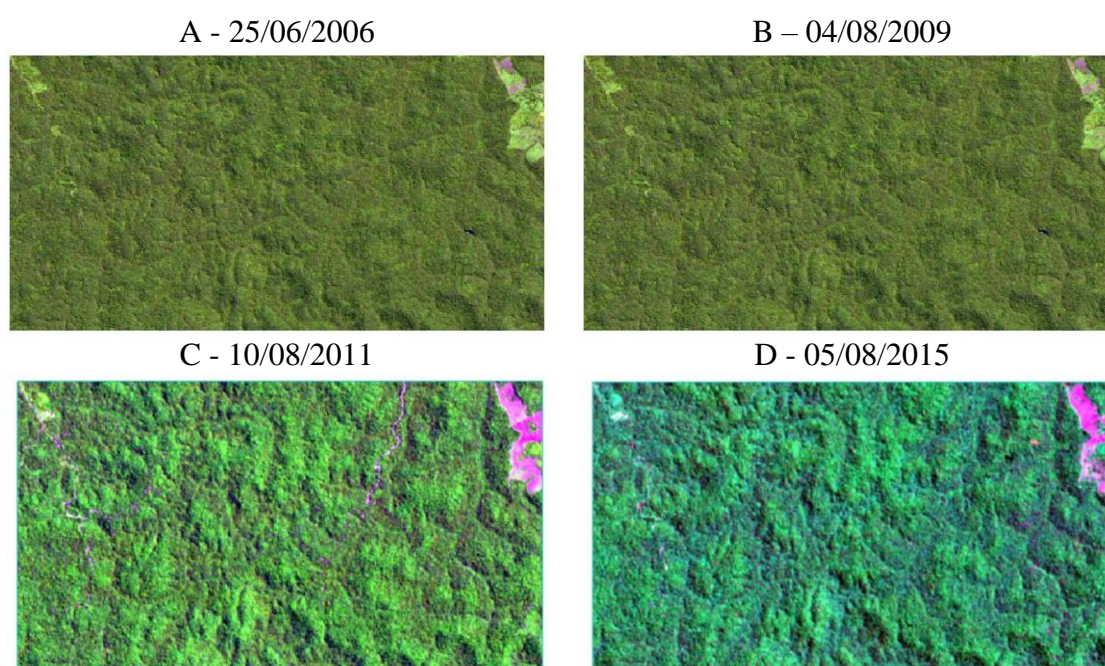 A - 25/06/2006
B – 04/08/2009
C - 10/08/2011
D - 05/08/2015